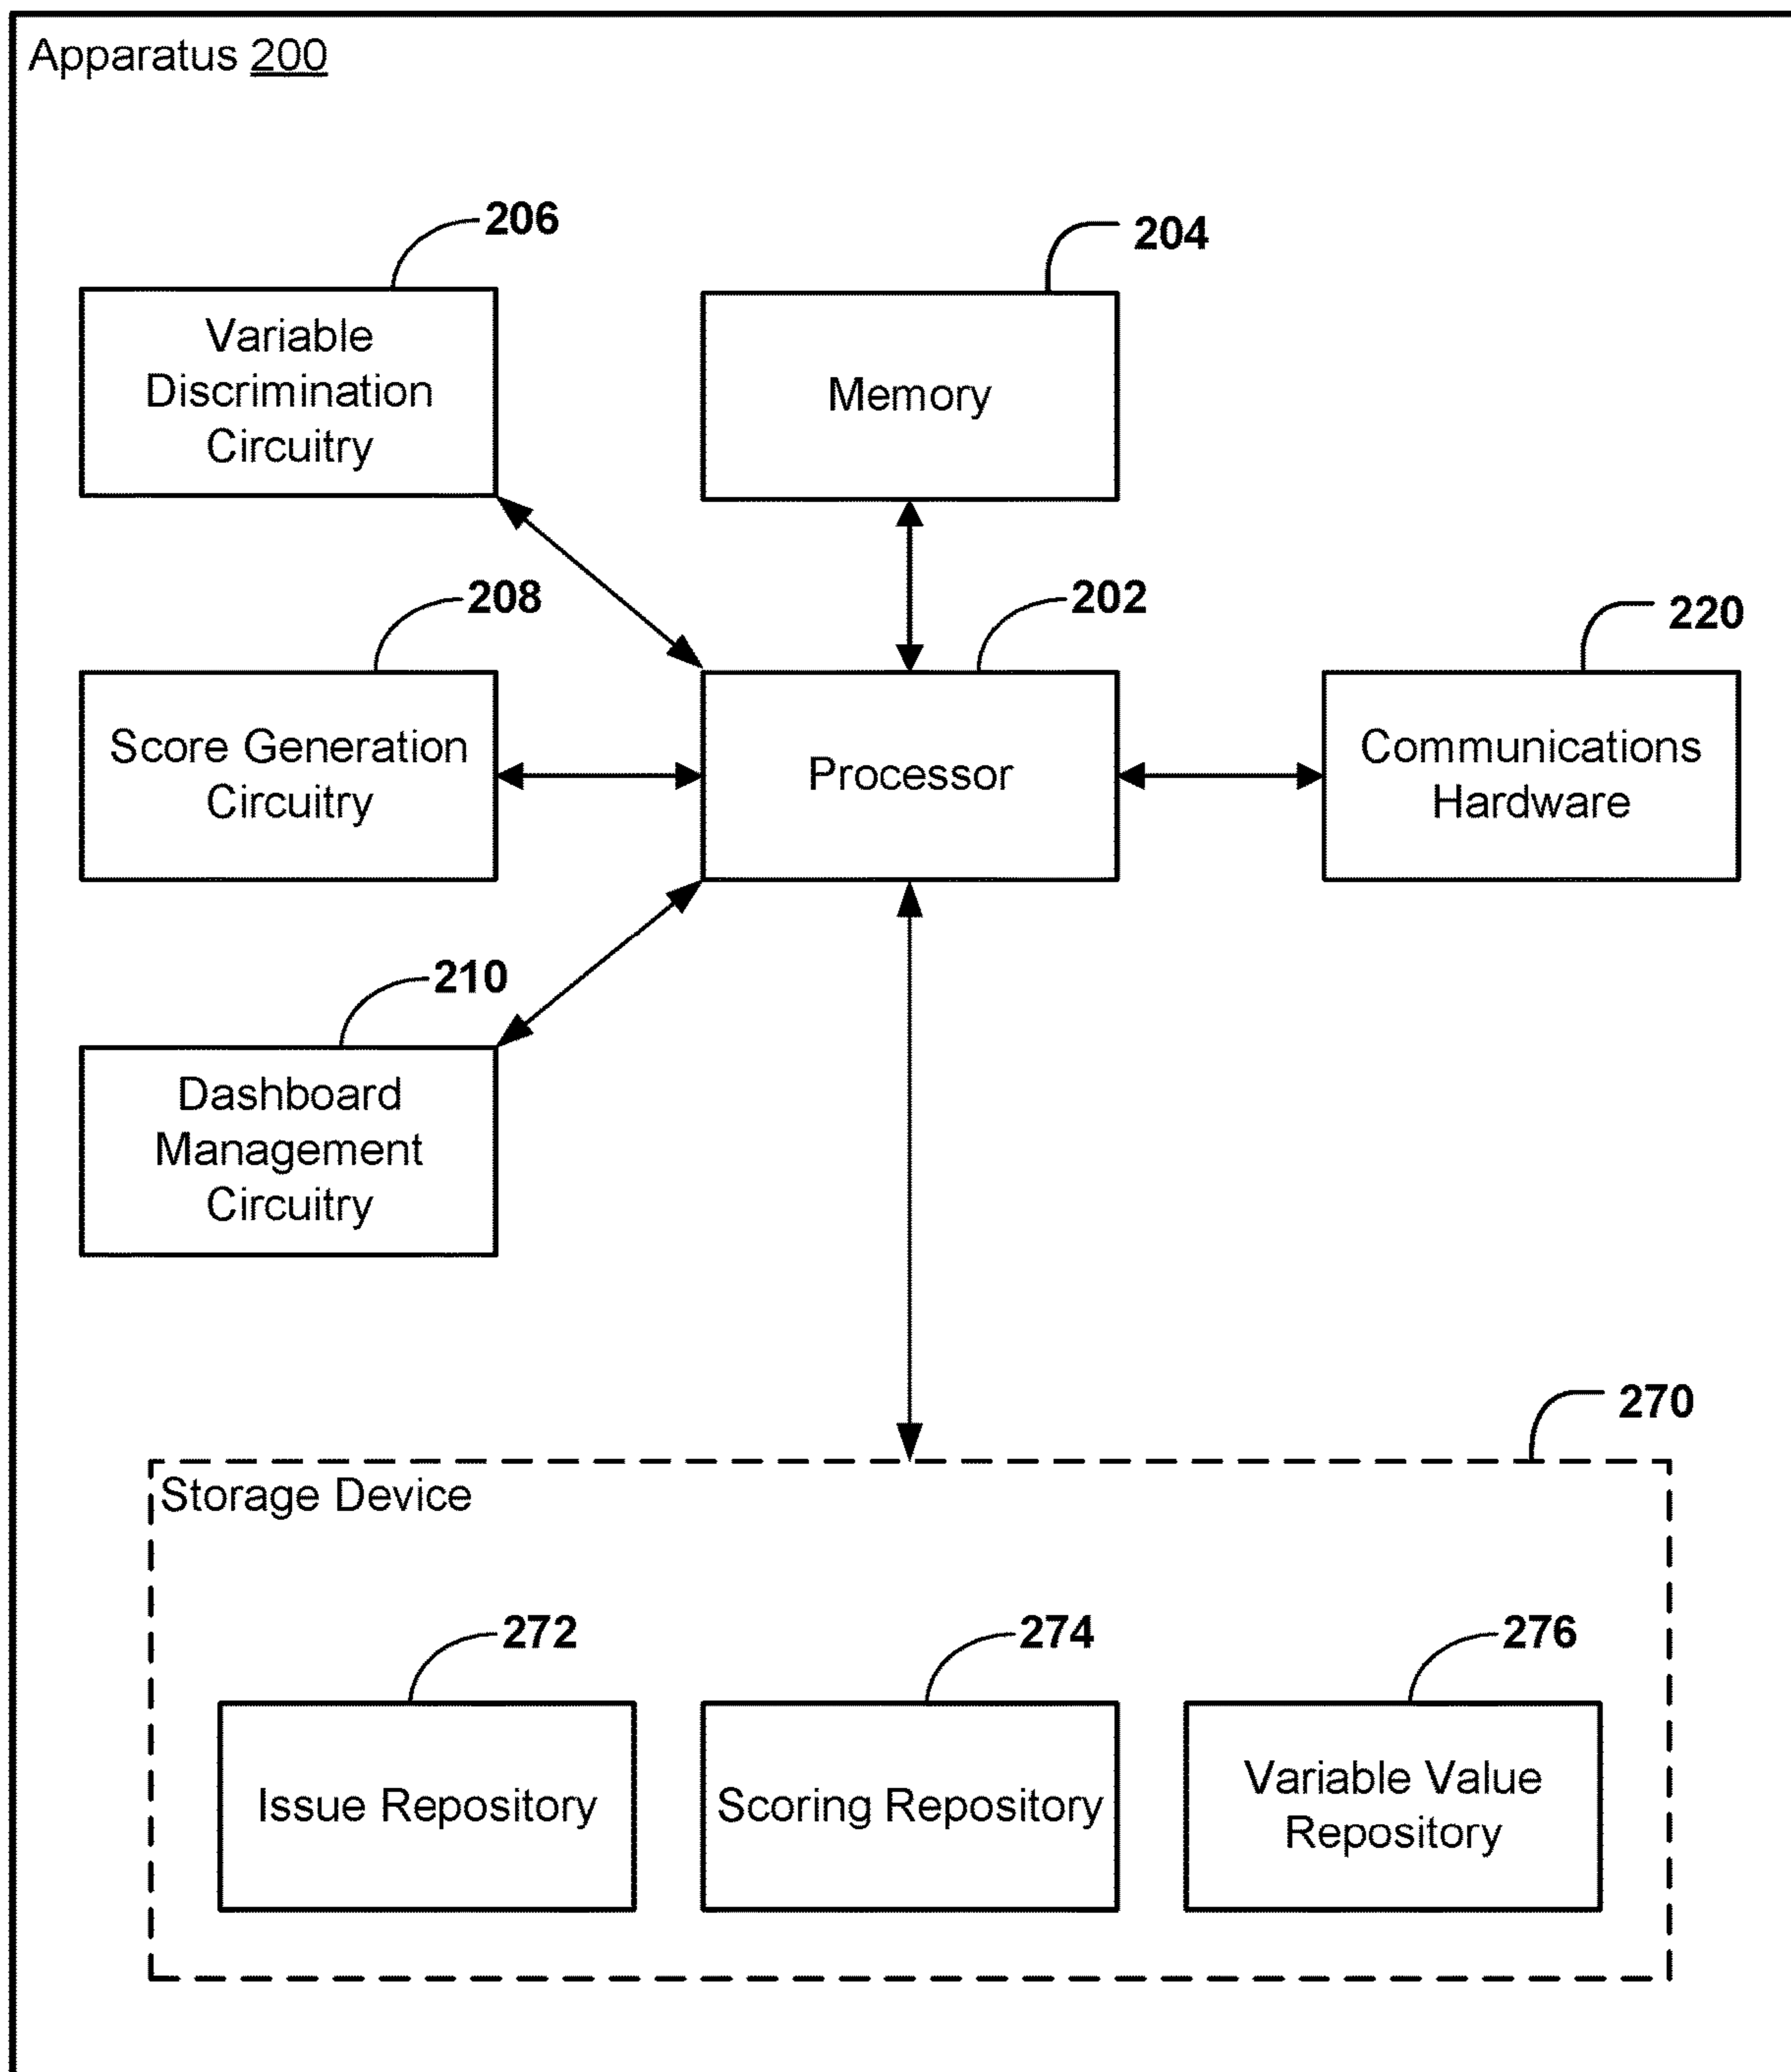 Apparatus 200
206
204
Variable
Discrimination
Circuitry
Memory
208
202
220
Score Generation
Circuitry
Processor
Communications
Hardware
210
Dashboard
Management
Circuitry
270
Storage Device
272
274
276
Issue Repository
Scoring Repository
Variable Value
Repository